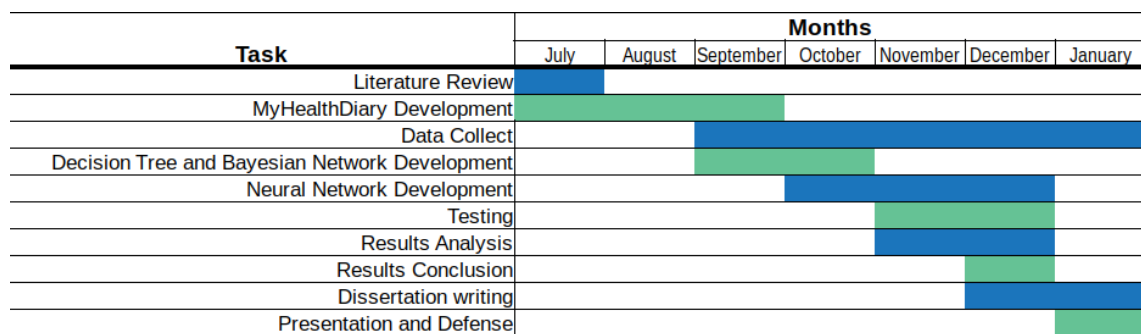 Months
Task July August September October November December January
Literature Review
MyHealthDiary Development
Data Collect
Decision Tree and Bayesian Network Development
Neural Network Development
Testing
Results Analysis
Results Conclusion
Dissertation writing
Presentation and Defense